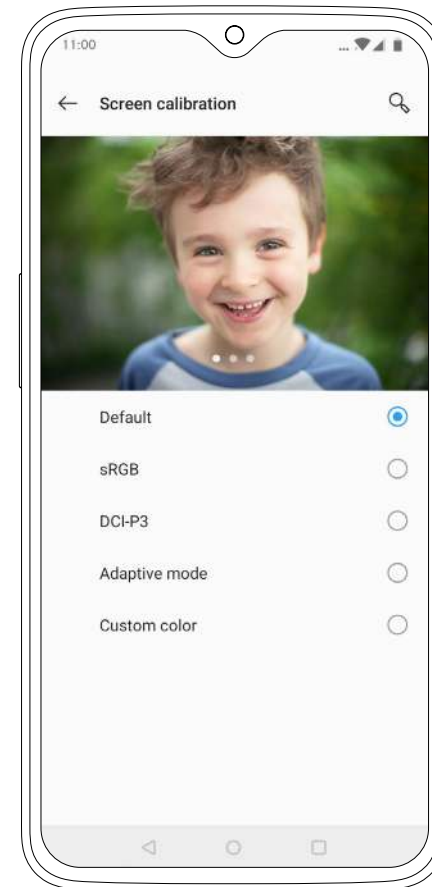 11:00
...
Screen calibration
Default
sRGB
DCI-P3
Adaptive mode
Custom color